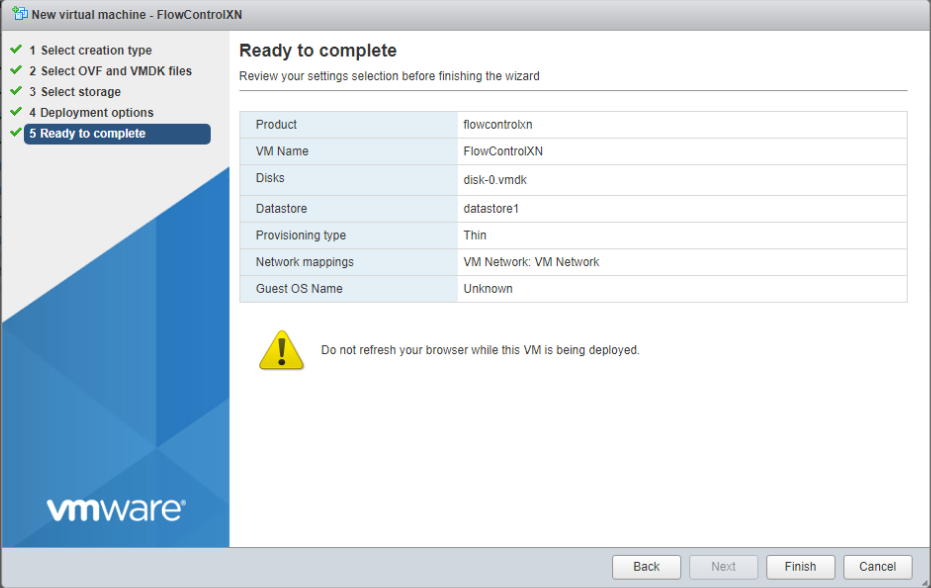 New virtual machine - FlowControlXN
1 Select creation type
2 Select OVF and VMDK files
3 Select storage
4 Deployment options
5 Ready to complete
Ready to complete
Review your settings selection before finishing the wizard
Product flowcontrolxn
VM Name FlowControlXN
Disks disk-0.vmdk
Datastore datastore1
Provisioning type Thin
Network mappings VM Network: VM Network
Guest OS Name Unknown
Do not refresh your browser while this VM is being deployed.
vmware®
Back Next Finish Cancel